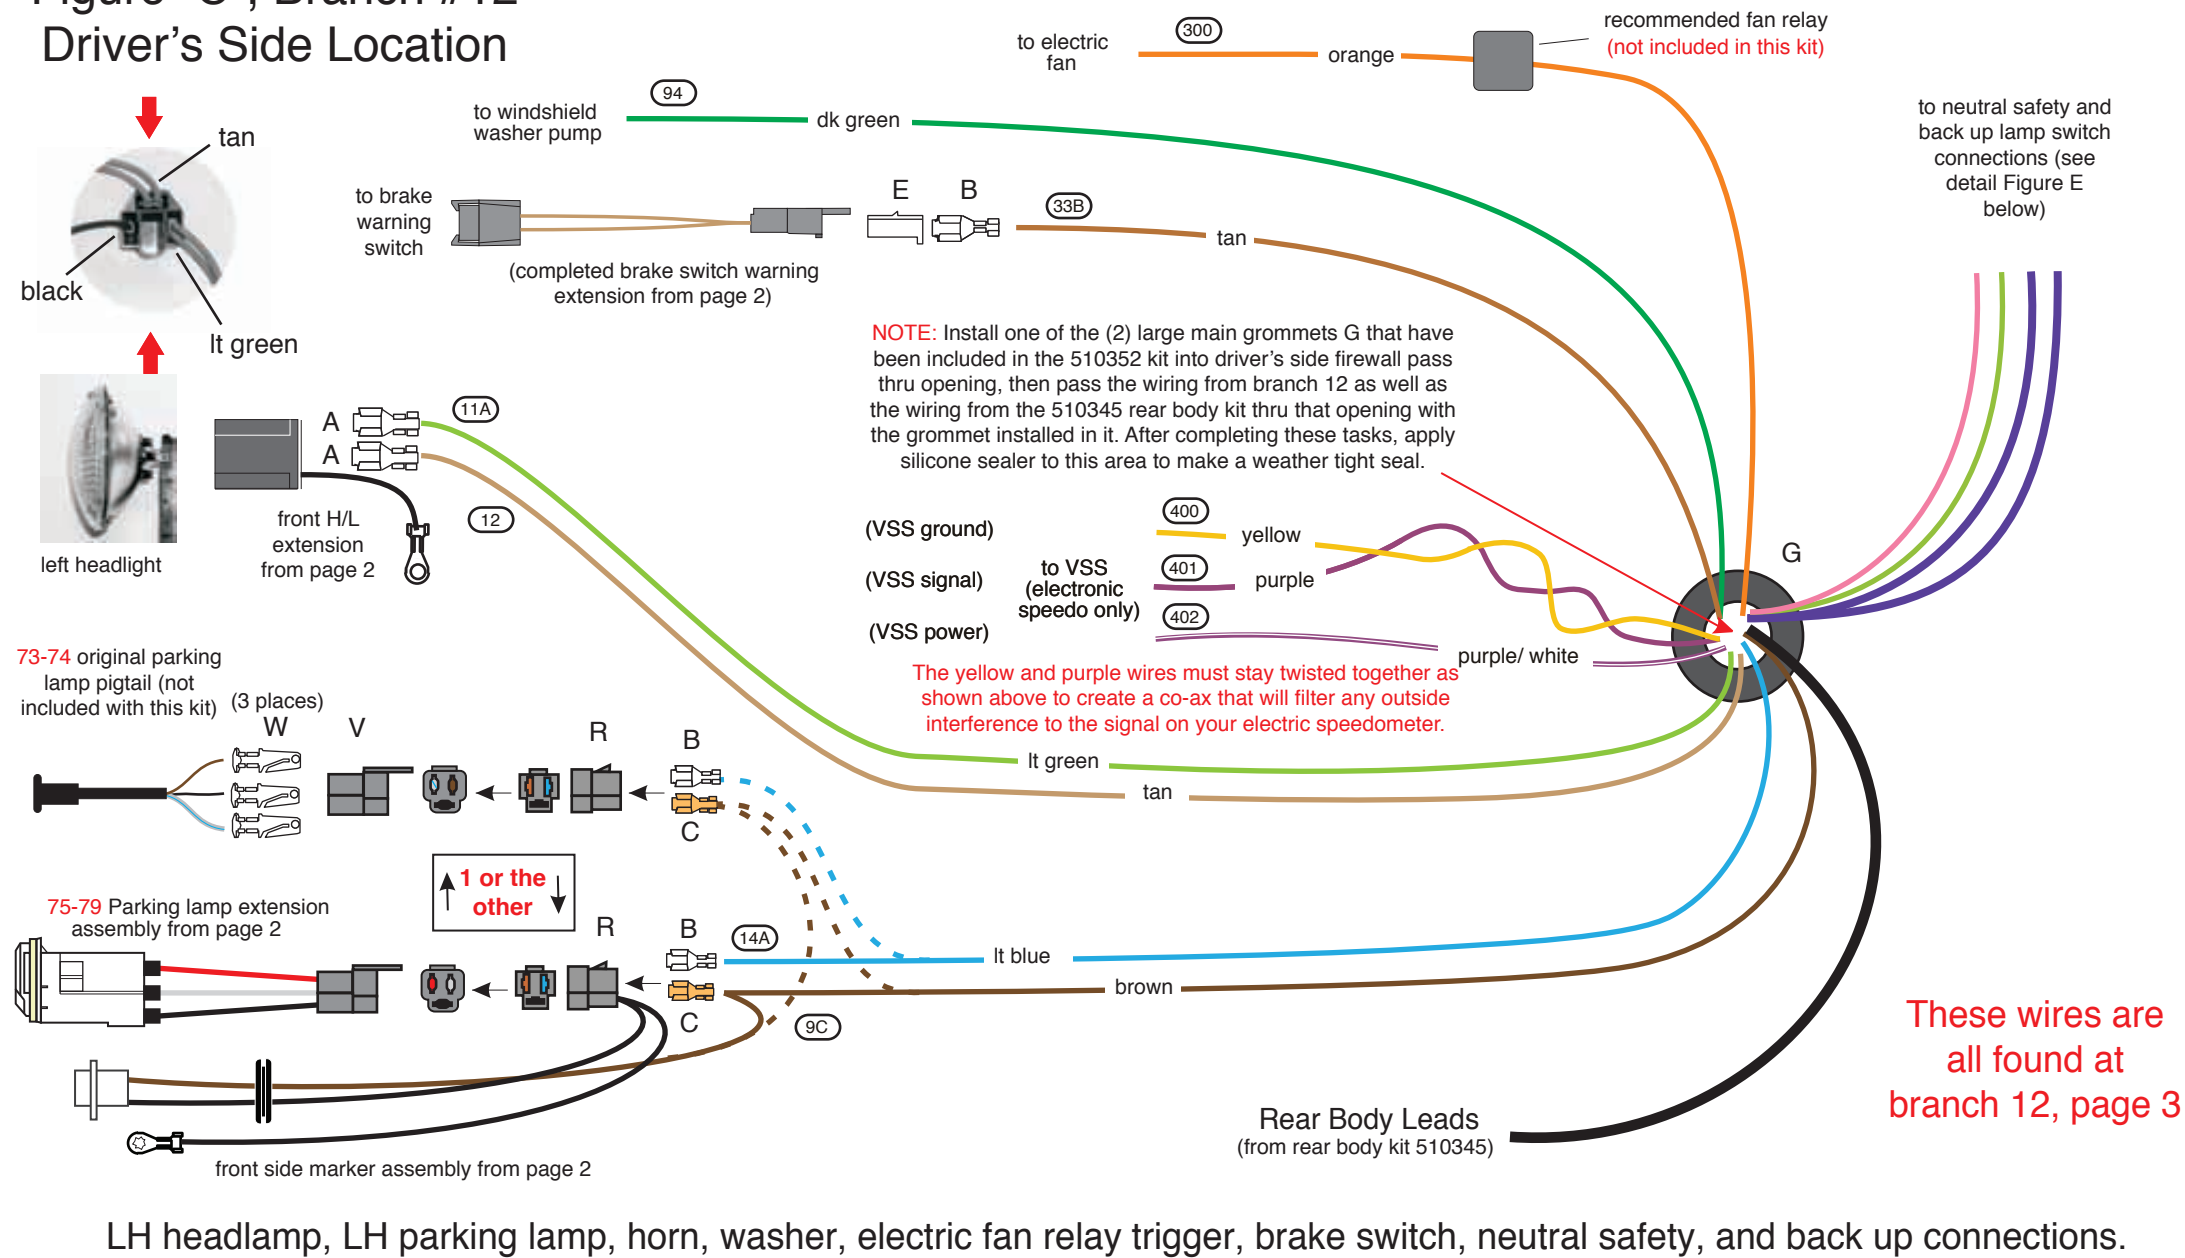 Driver's Side Location
tan
black
lt green
left headlight
to electric
fan
300
orange
recommended fan relay
(not included in this kit)
to windshield
washer pump
94
dk green
to neutral safety and
back up lamp switch
connections (see
detail Figure E
below)
to brake
warning
switch
E
B
33B
tan
(completed brake switch warning
extension from page 2)
NOTE: Install one of the (2) large main grommets G that have
been included in the 510352 kit into driver's side firewall pass
thru opening, then pass the wiring from branch 12 as well as
the wiring from the 510345 rear body kit thru that opening with
the grommet installed in it. After completing these tasks, apply
silicone sealer to this area to make a weather tight seal.
A
11A
A
12
front H/L
extension
from page 2
(VSS ground)
(VSS signal)
(VSS power)
to VSS
(electronic
speedo only)
400
yellow
401
purple
402
purple/ white
G
The yellow and purple wires must stay twisted together as
shown above to create a co-ax that will filter any outside
interference to the signal on your electric speedometer.
73-74 original parking
lamp pigtail (not
included with this kit)
(3 places)
W
V
R
B
C
lt green
tan
1 or the
other
75-79 Parking lamp extension
assembly from page 2
R
B
14A
C
9C
lt blue
brown
front side marker assembly from page 2
Rear Body Leads
(from rear body kit 510345)
These wires are
all found at
branch 12, page 3
LH headlamp, LH parking lamp, horn, washer, electric fan relay trigger, brake switch, neutral safety, and back up connections.